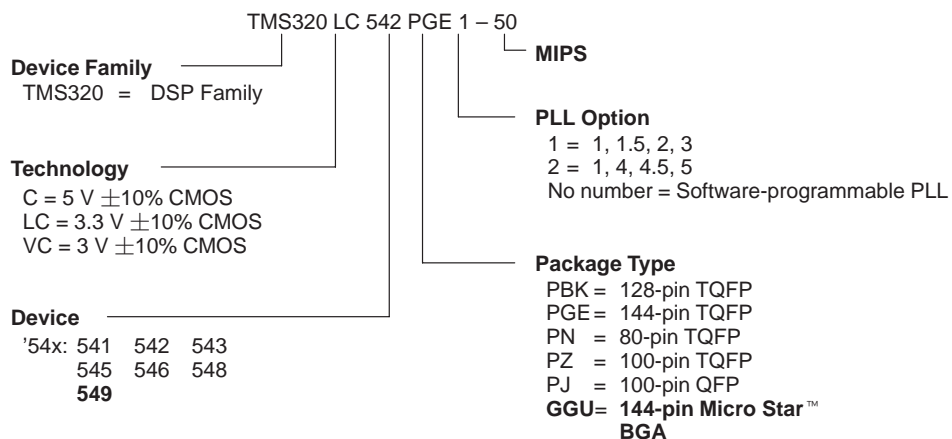 TMS320 LC 542 PGE 1 – 50
MIPS
Device Family
TMS320 = DSP Family
PLL Option
1 = 1, 1.5, 2, 3
2 = 1, 4, 4.5, 5
No number = Software-programmable PLL
Technology
C = 5 V ±10% CMOS
LC = 3.3 V ±10% CMOS
VC = 3 V ±10% CMOS
Package Type
PBK = 128-pin TQFP
PGE = 144-pin TQFP
PN = 80-pin TQFP
PZ = 100-pin TQFP
PJ = 100-pin QFP
GGU = 144-pin Micro Star™
BGA
Device
'54x: 541 542 543
545 546 548
549